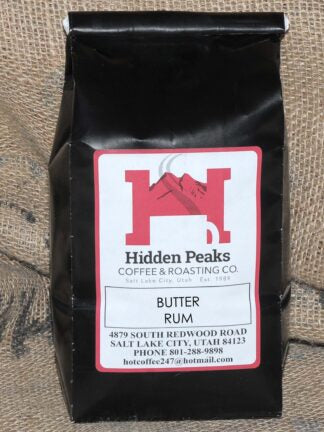 Hidden Peaks
COFFEE & ROASTING CO.
Salt Lake City, Utah Est. 1989
BUTTER
RUM
4879 SOUTH REDWOOD ROAD
SALT LAKE CITY, UTAH 84123
PHONE 801-288-9898
hotcoffee247@hotmail.com